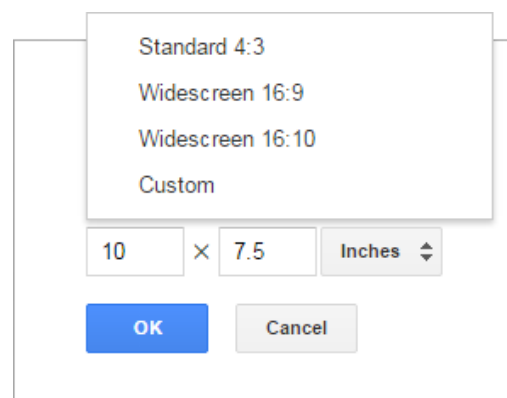 Standard 4:3
Widescreen 16:9
Widescreen 16:10
Custom
10 × 7.5 Inches
OK Cancel